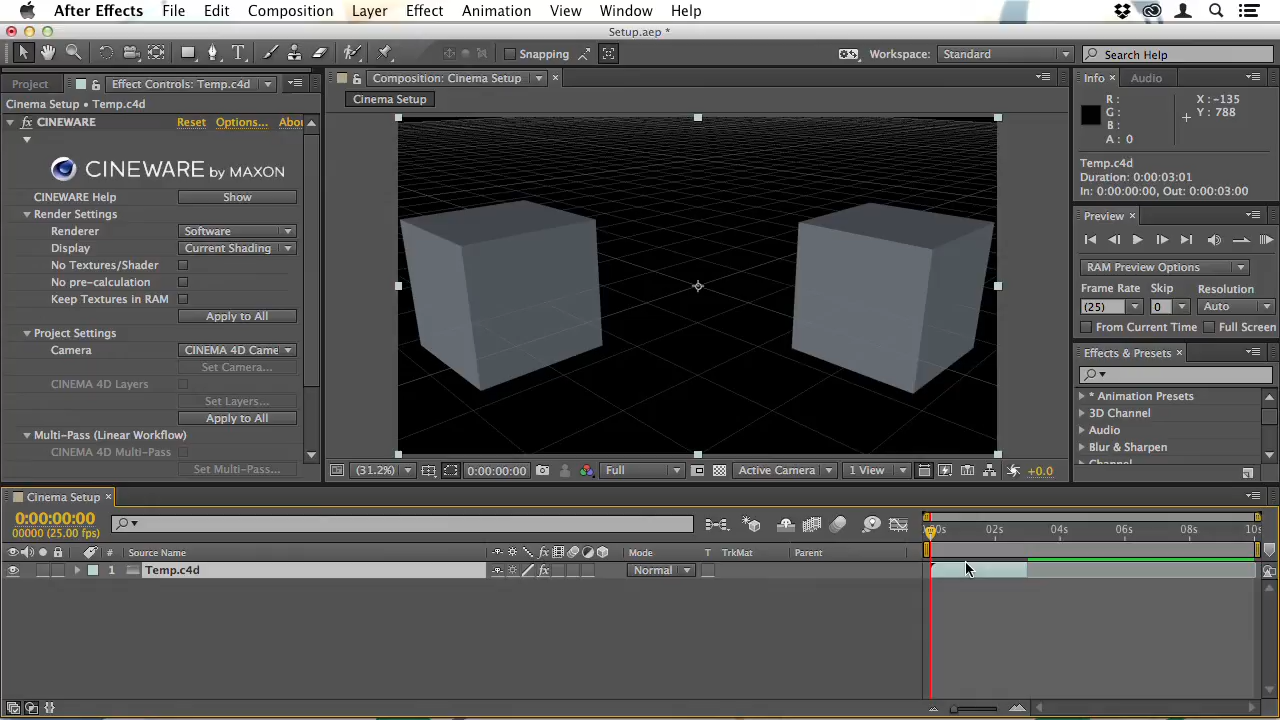 After Effects File Edit Composition Layer Effect Animation View Window Help
Setup.aep *
Snapping Workspace: Standard Search Help
Project Effect Controls: Temp.c4d
Cinema Setup • Temp.c4d
CINEWARE Reset Options... Abou
CINEWARE BY MAXON
CINEWARE Help Show
Render Settings
Renderer Software
Display Current Shading
No Textures/Shader
No pre-calculation
Keep Textures in RAM
Apply to All
Project Settings
Camera CINEMA 4D Came
Set Camera...
CINEMA 4D Layers
Set Layers...
Apply to All
Multi-Pass (Linear Workflow)
CINEMA 4D Multi-Pass
Set Multi-Pass...
Composition: Cinema Setup
Cinema Setup
(31.2%) 0:00:00:00 Full Active Camera 1 View +0.0
Info Audio
R: X: -135
G: Y: 788
B:
A: 0
Temp.c4d
Duration: 0:00:03:01
In: 0:00:00:00, Out: 0:00:03:00
Preview
RAM Preview Options
Frame Rate Skip Resolution
(25) 0 Auto
From Current Time Full Screen
Effects & Presets
* Animation Presets
3D Channel
Audio
Blur & Sharpen
Channel
Cinema Setup
0:00:00:00
00000 (25.00 fps)
02s 04s 06s 08s 10s
# Source Name Mode T TrkMat Parent
1 Temp.c4d Normal